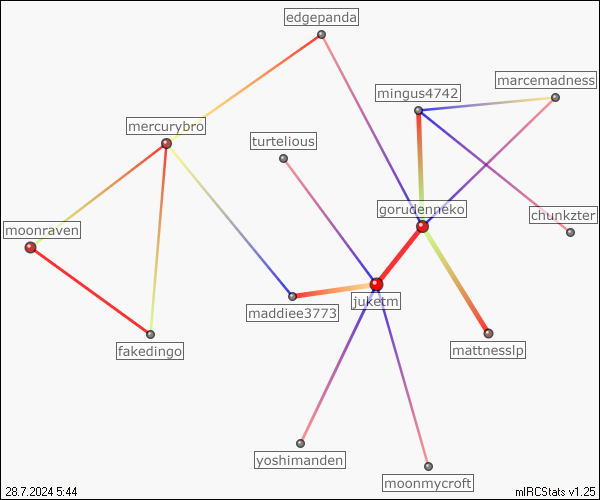 edgepanda
marcemadness
mingus4742
mercurybro
turtelious
gorudenneko
chunkzter
moonraven
juketm
maddiee3773
fakedingo
mattnesslp
yoshimanden
moonmycroft
28.7.2024 5:44
mIRCStats v1.25